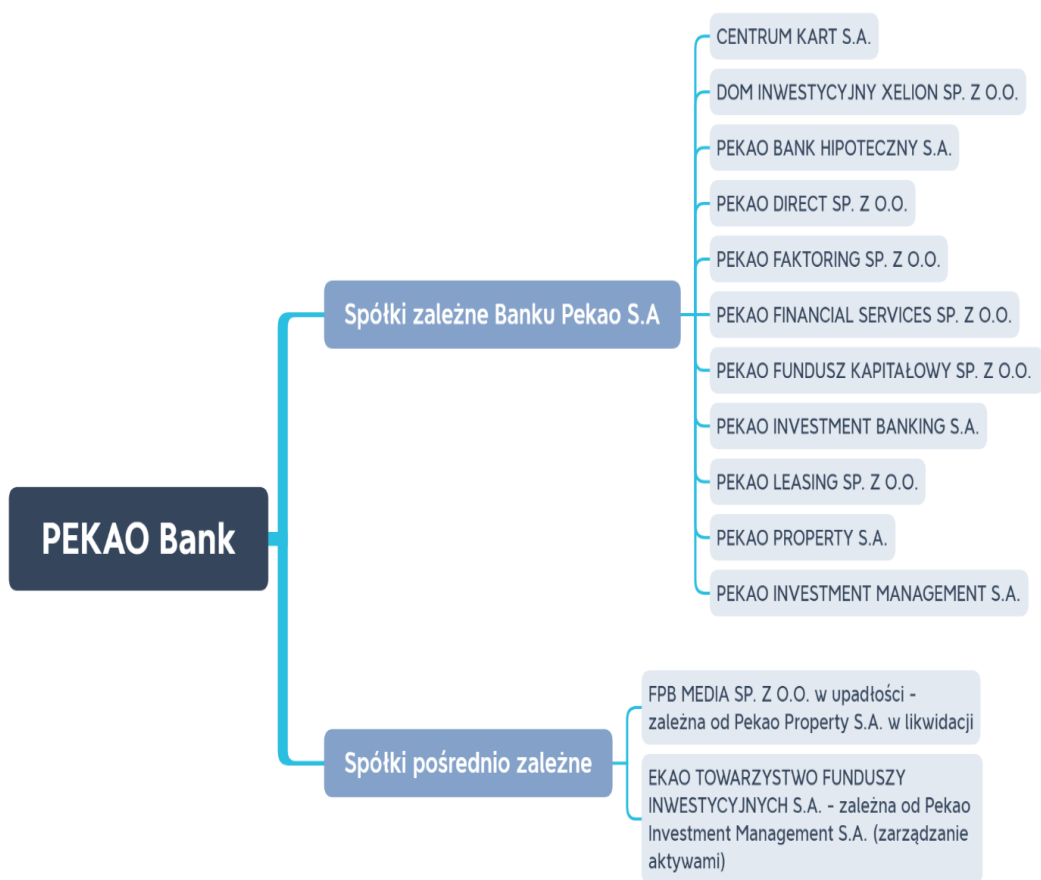 PEKAO Bank
Spółki zależne Banku Pekao S.A
CENTRUM KART S.A.
DOM INWESTYCYJNY XELION SP. Z O.O.
PEKAO BANK HIPOTECZNY S.A.
PEKAO DIRECT SP. Z O.O.
PEKAO FAKTORING SP. Z O.O.
PEKAO FINANCIAL SERVICES SP. Z O.O.
PEKAO FUNDUSZ KAPITAŁOWY SP. Z O.O.
PEKAO INVESTMENT BANKING S.A.
PEKAO LEASING SP. Z O.O.
PEKAO PROPERTY S.A.
PEKAO INVESTMENT MANAGEMENT S.A.
Spółki pośrednio zależne
FPB MEDIA SP. Z O.O. w upadłości -
zależna od Pekao Property S.A. w likwidacji
EKAO TOWARZYSTWO FUNDUSZY
INWESTYCYJNYCH S.A. - zależna od Pekao
Investment Management S.A. (zarządzanie
aktywami)